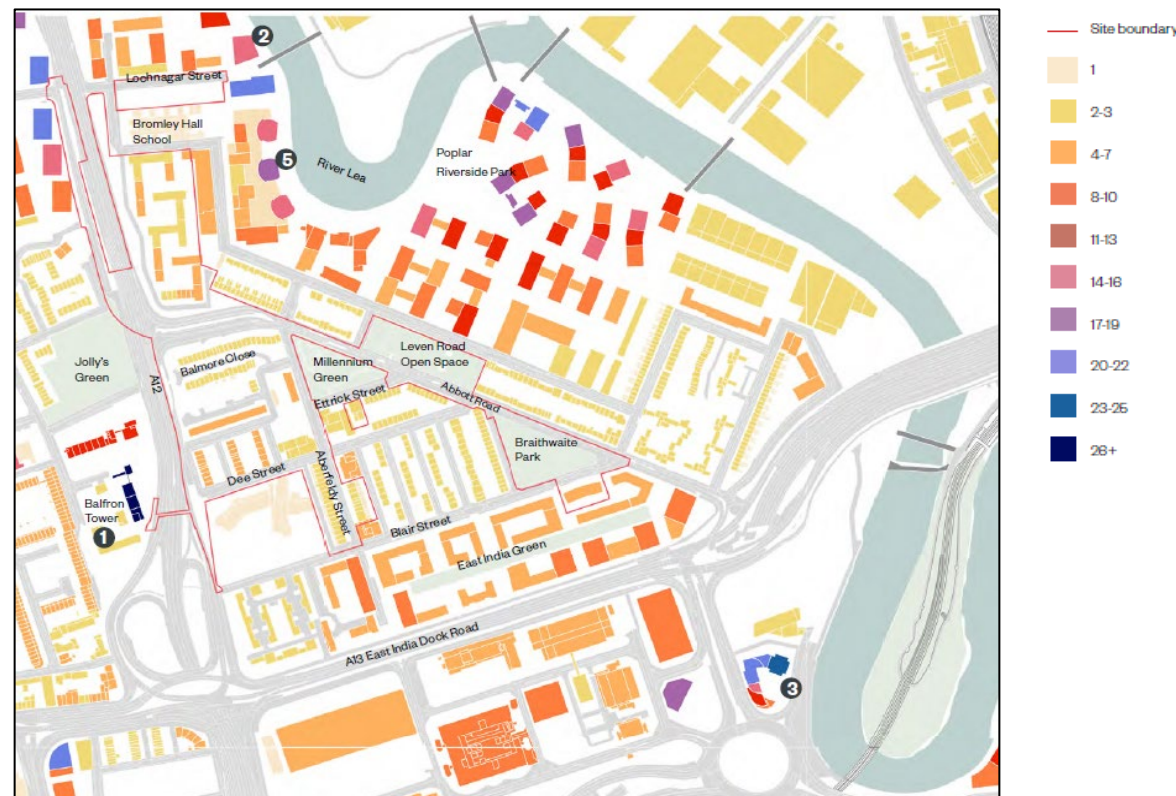 Site boundary
1
2-3
4-7
8-10
11-13
14-16
17-19
20-22
23-25
26+
2
Lochnagar Street
Bromley Hall
School
5
River Lea
Poplar
Riverside Park
Jolly's
Green
A12
Balmore Close
Millennium
Green
Leven Road
Open Space
Ettrick Street
Abbott Road
Braithwaite
Park
Dee Street
Aberfeldy Street
Balfron
Tower
1
Blair Street
East India Green
A13 East India Dock Road
3